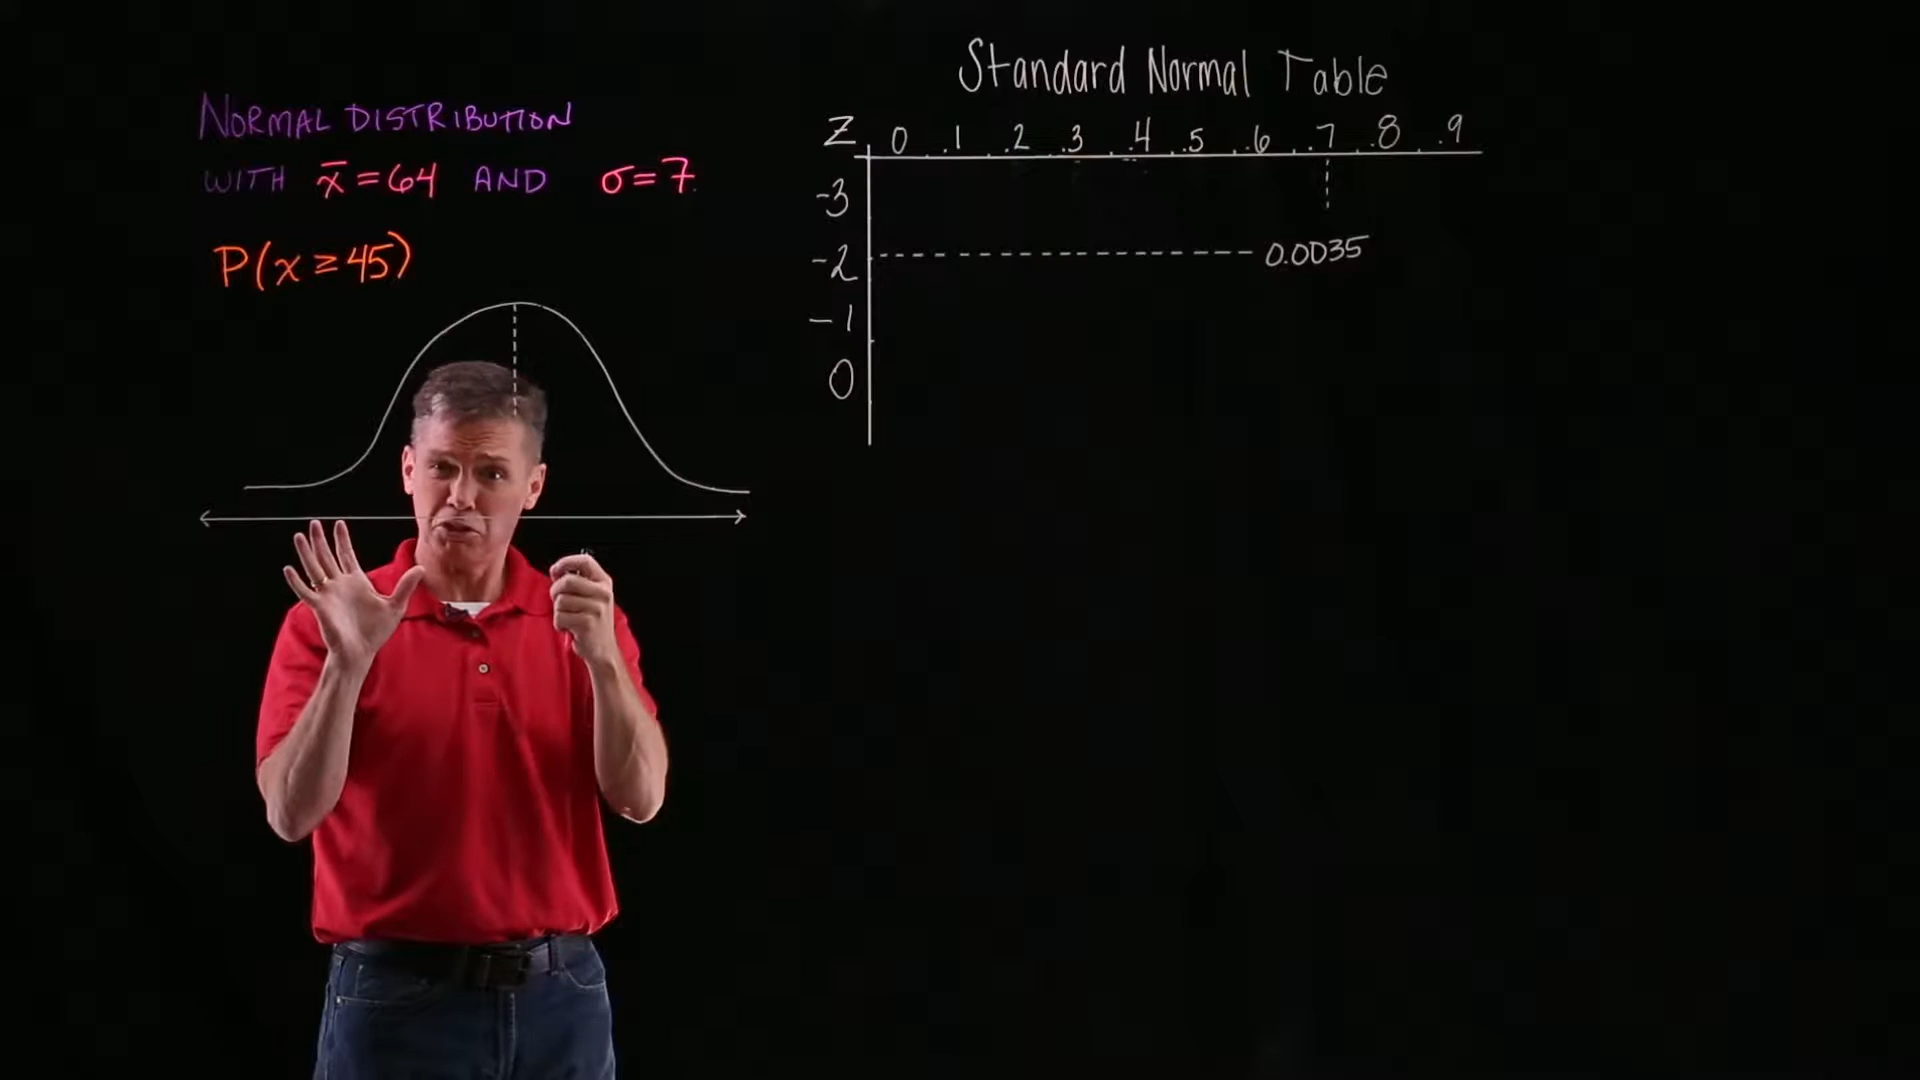 NORMAL DISTRIBUTION
WITH x̄=64 AND σ=7
P(x≥45)
Standard Normal Table
Z 0 .1 .2 .3 .4 .5 .6 .7 .8 .9
-3
-2 0.0035
-1
0